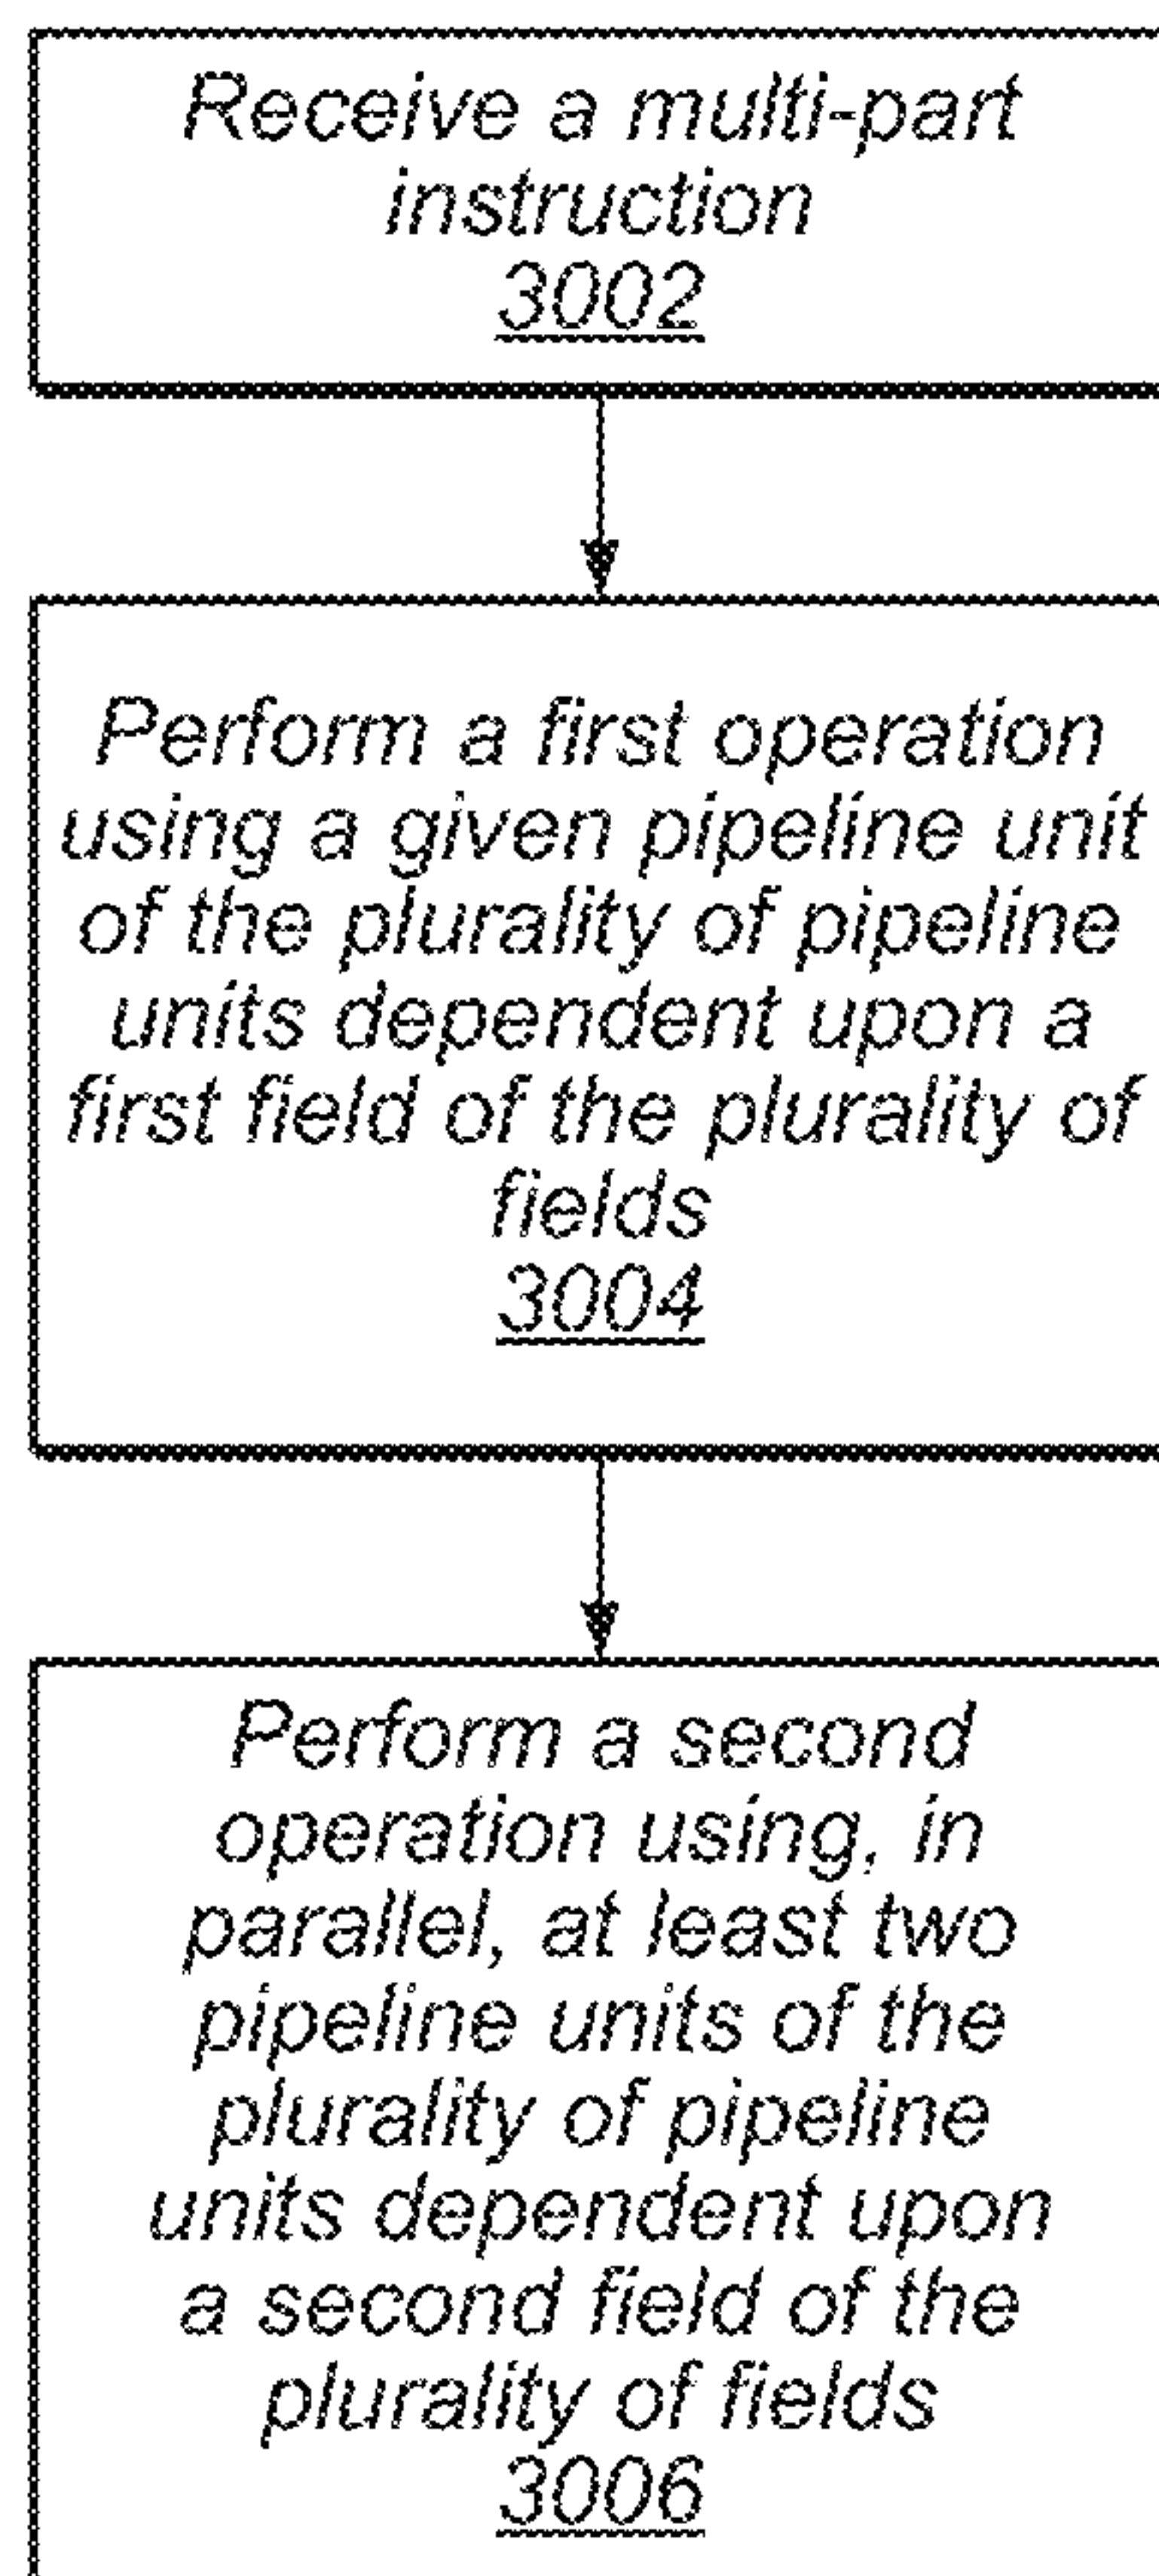 Receive a multi-part
instruction
3002
Perform a first operation
using a given pipeline unit
of the plurality of pipeline
units dependent upon a
first field of the plurality of
fields
3004
Perform a second
operation using, in
parallel, at least two
pipeline units of the
plurality of pipeline
units dependent upon
a second field of the
plurality of fields
3006